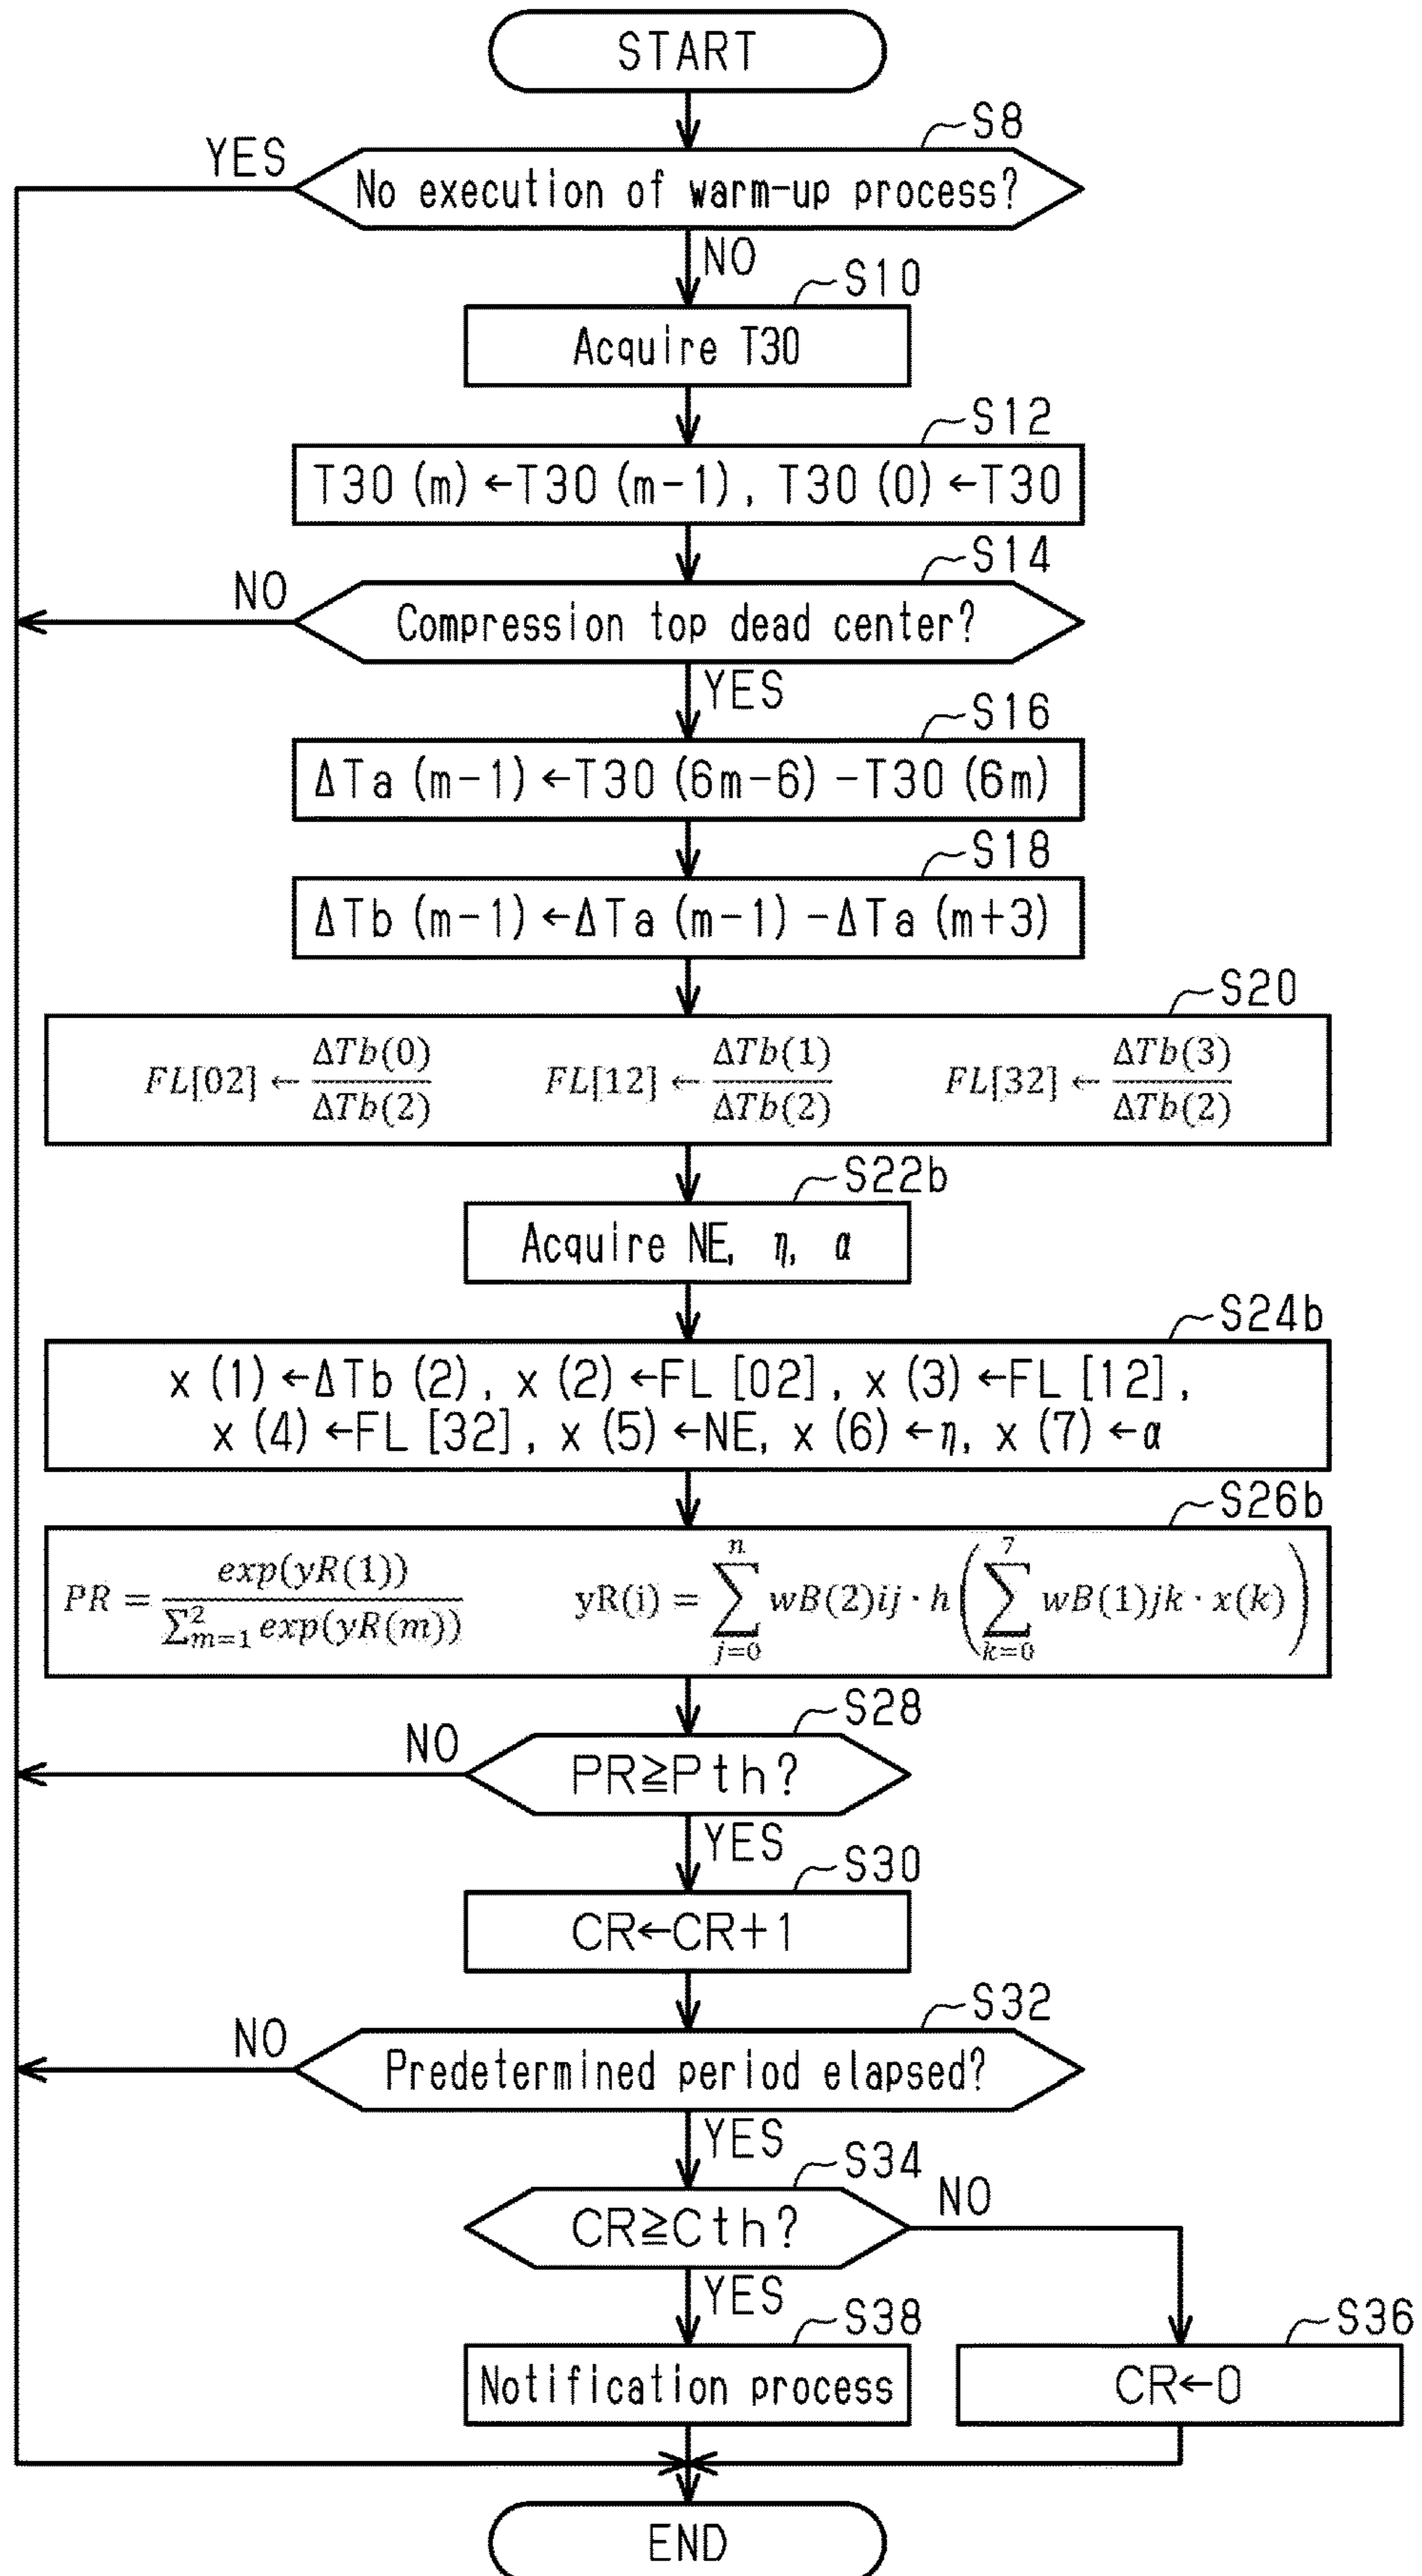 START
S8
YES
No execution of warm-up process?
NO
S10
Acquire T30
S12
T30 (m) ←T30 (m-1), T30 (0) ←T30
S14
NO
Compression top dead center?
YES
S16
ΔTa (m-1) ←T30 (6m-6) -T30 (6m)
S18
ΔTb (m-1) ←ΔTa (m-1) -ΔTa (m+3)
S20
FL[02] ← ΔTb(0)/ΔTb(2) FL[12] ← ΔTb(1)/ΔTb(2) FL[32] ← ΔTb(3)/ΔTb(2)
S22b
Acquire NE, η, α
S24b
x (1) ←ΔTb (2), x (2) ←FL [02], x (3) ←FL [12],
x (4) ←FL [32], x (5) ←NE, x (6) ←η, x (7) ←α
S26b
PR = exp(yR(1))/∑_{m=1}^{2} exp(yR(m)) yR(i) = ∑_{j=0}^{n} wB(2)ij · h(∑_{k=0}^{7} wB(1)jk · x(k))
S28
NO
PR≧Pth?
YES
S30
CR←CR+1
S32
NO
Predetermined period elapsed?
YES
S34
NO
CR≧Cth?
YES
S38
S36
Notification process
CR←0
END